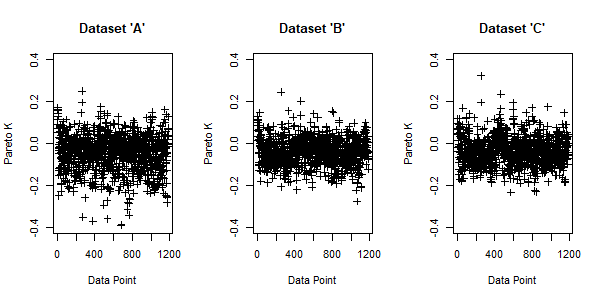 Dataset 'A' Dataset 'B' Dataset 'C'
0.4 0.4 0.4
0.2 0.2 0.2
Pareto K 0.0 Pareto K 0.0 Pareto K 0.0
-0.2 -0.2 -0.2
-0.4 -0.4 -0.4
0 400 800 1200 0 400 800 1200 0 400 800 1200
Data Point Data Point Data Point